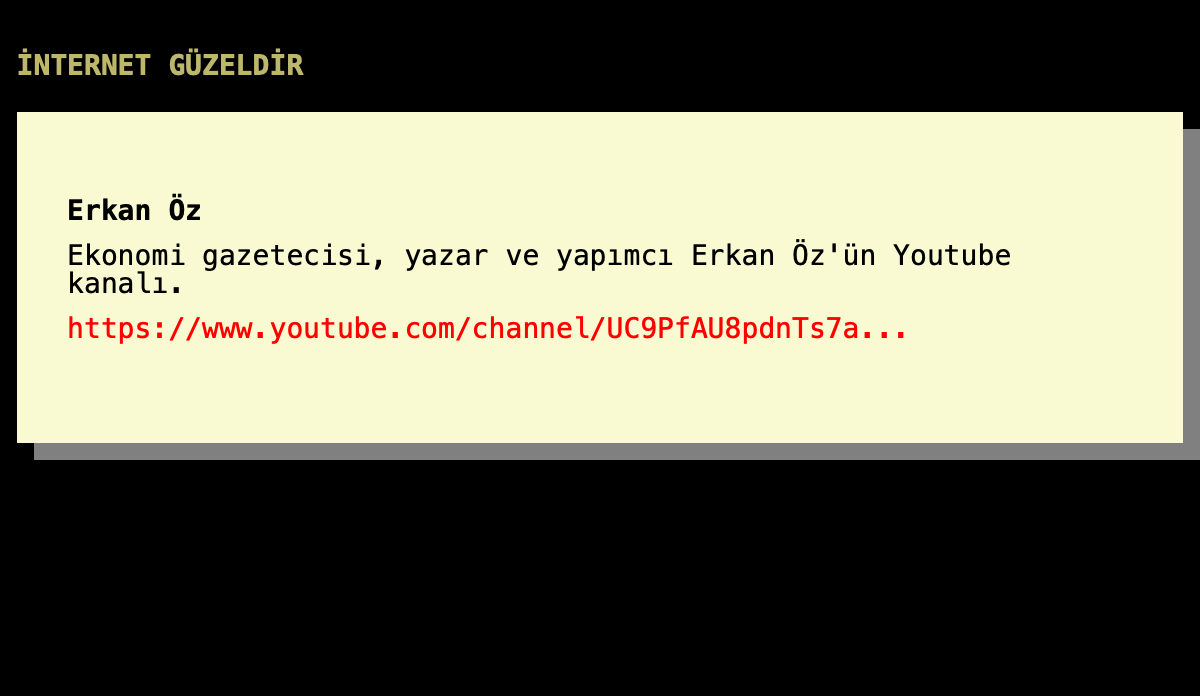 İNTERNET GÜZELDİR
Erkan Öz
Ekonomi gazetecisi, yazar ve yapımcı Erkan Öz'ün Youtube
kanalı.
https://www.youtube.com/channel/UC9PfAU8pdnTs7a...